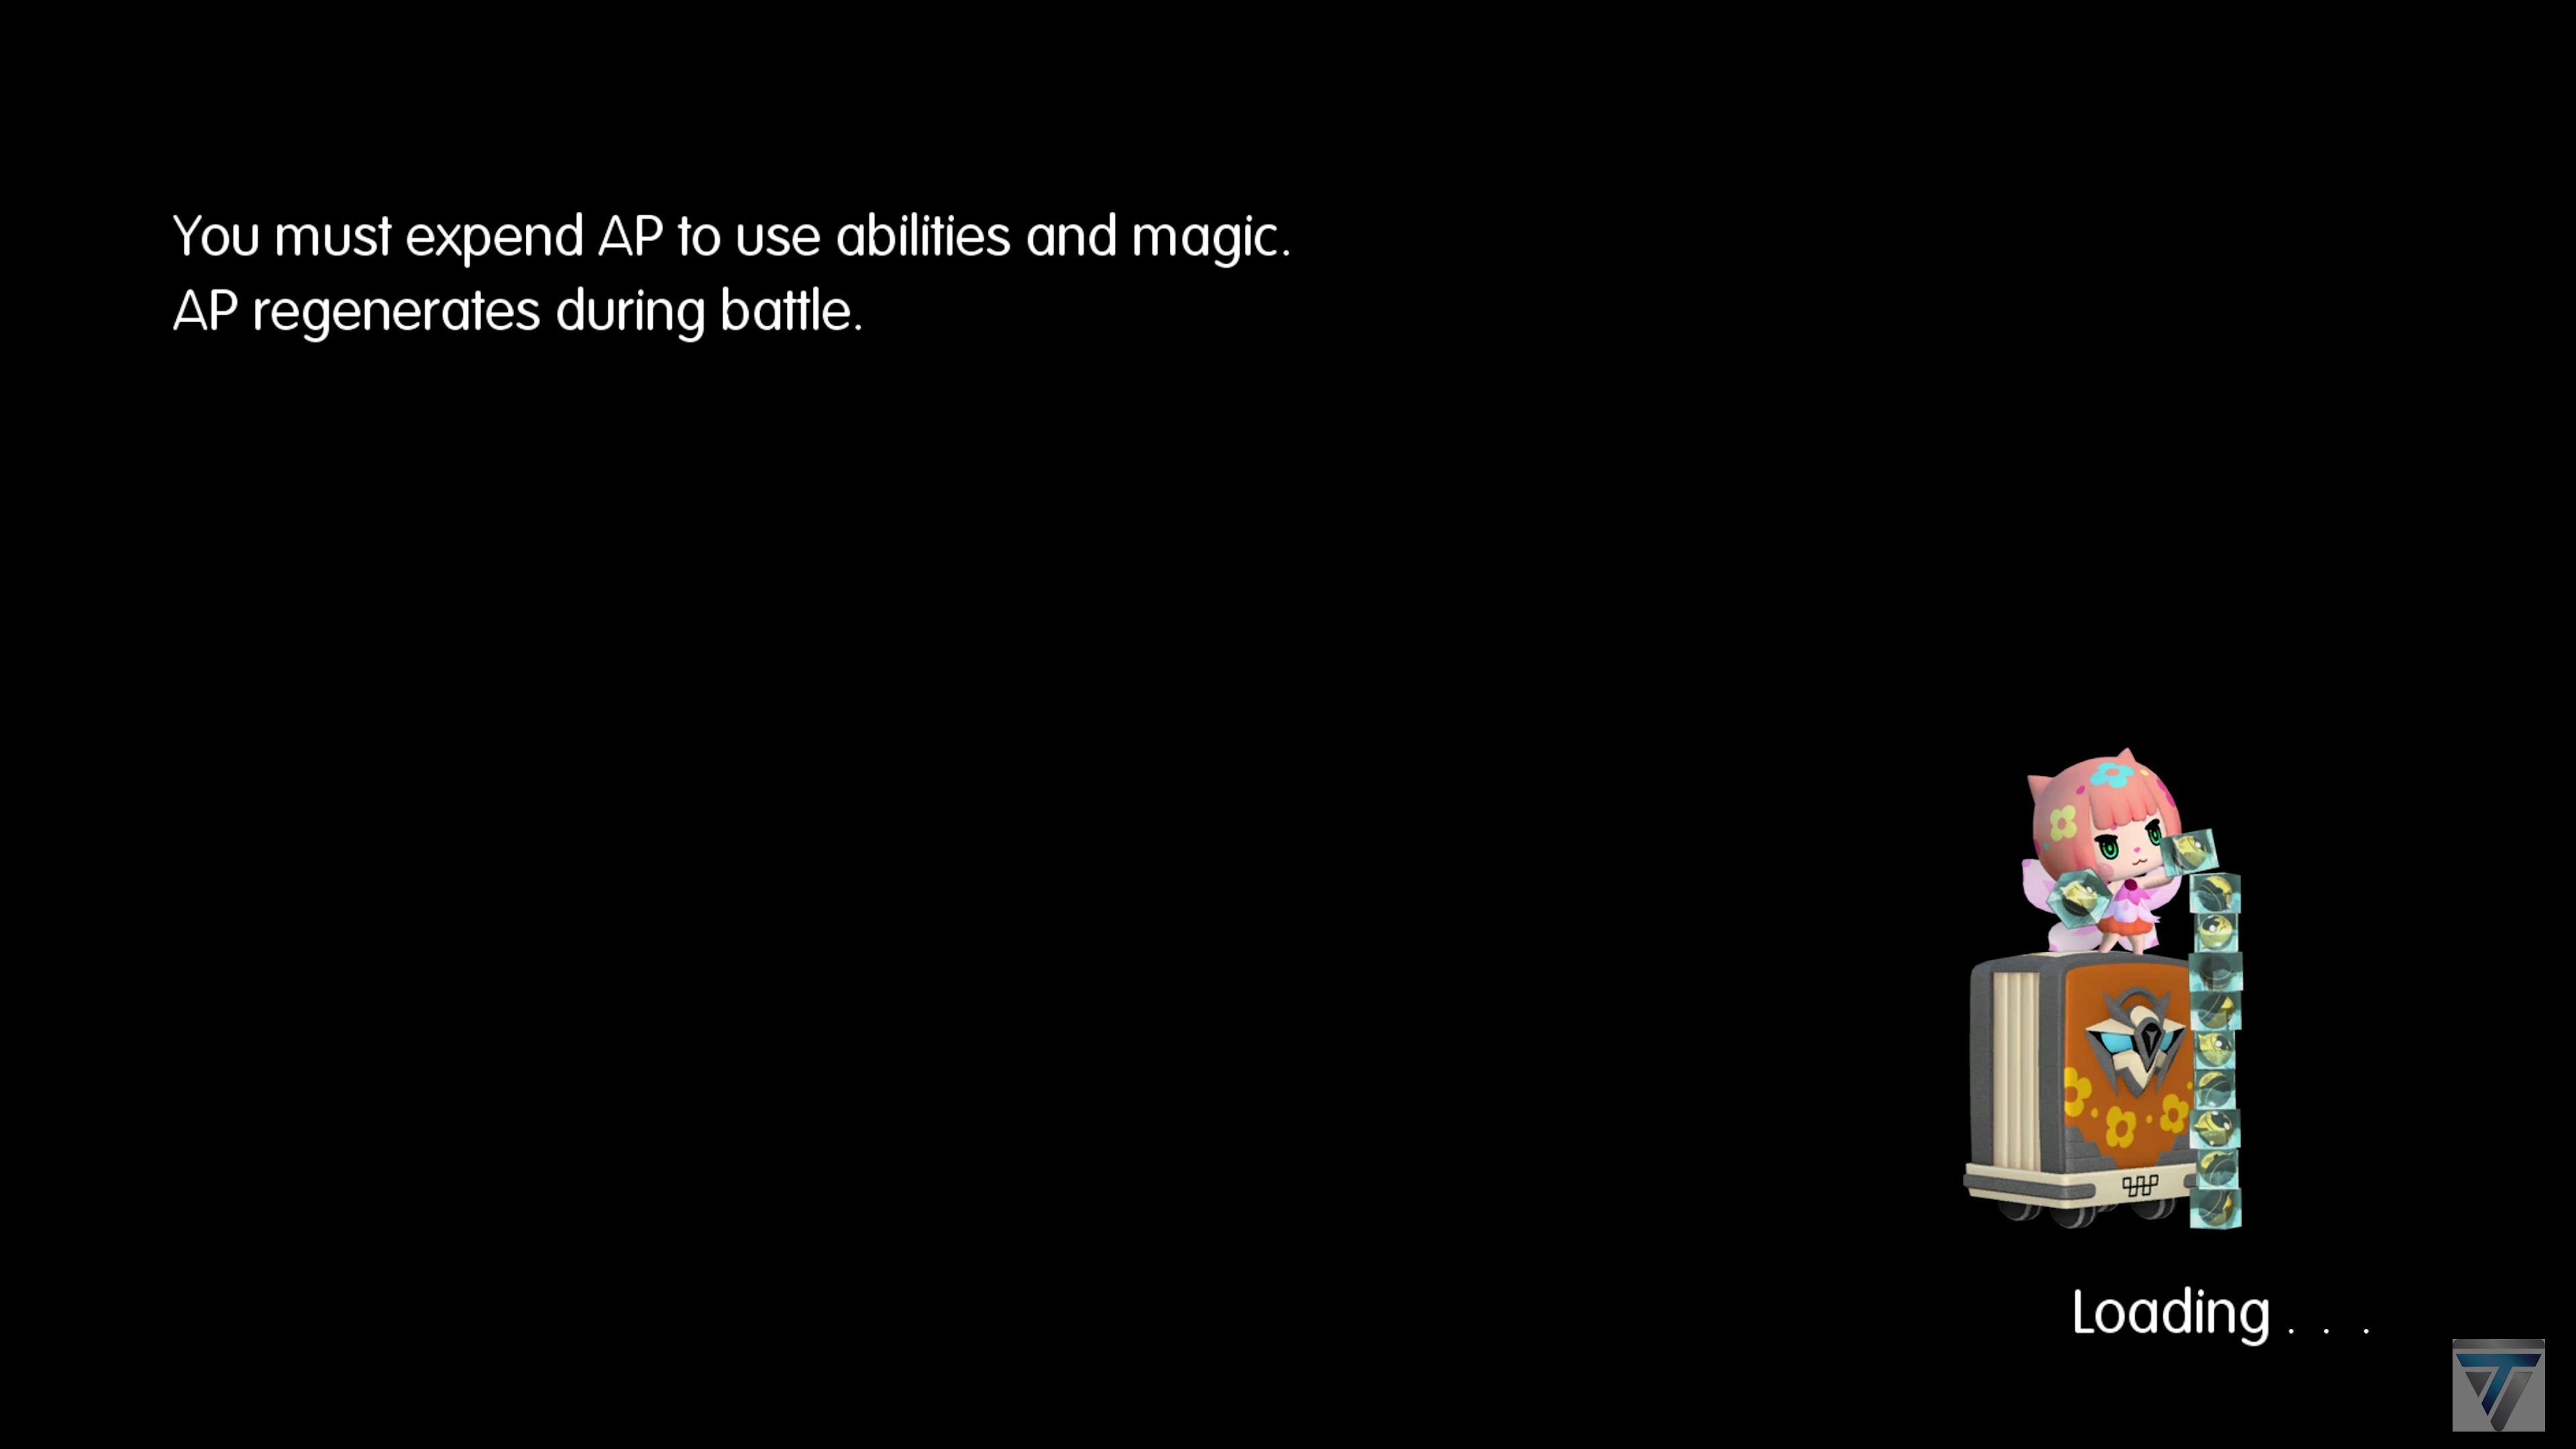 You must expend AP to use abilities and magic.
AP regenerates during battle.
Loading . . .